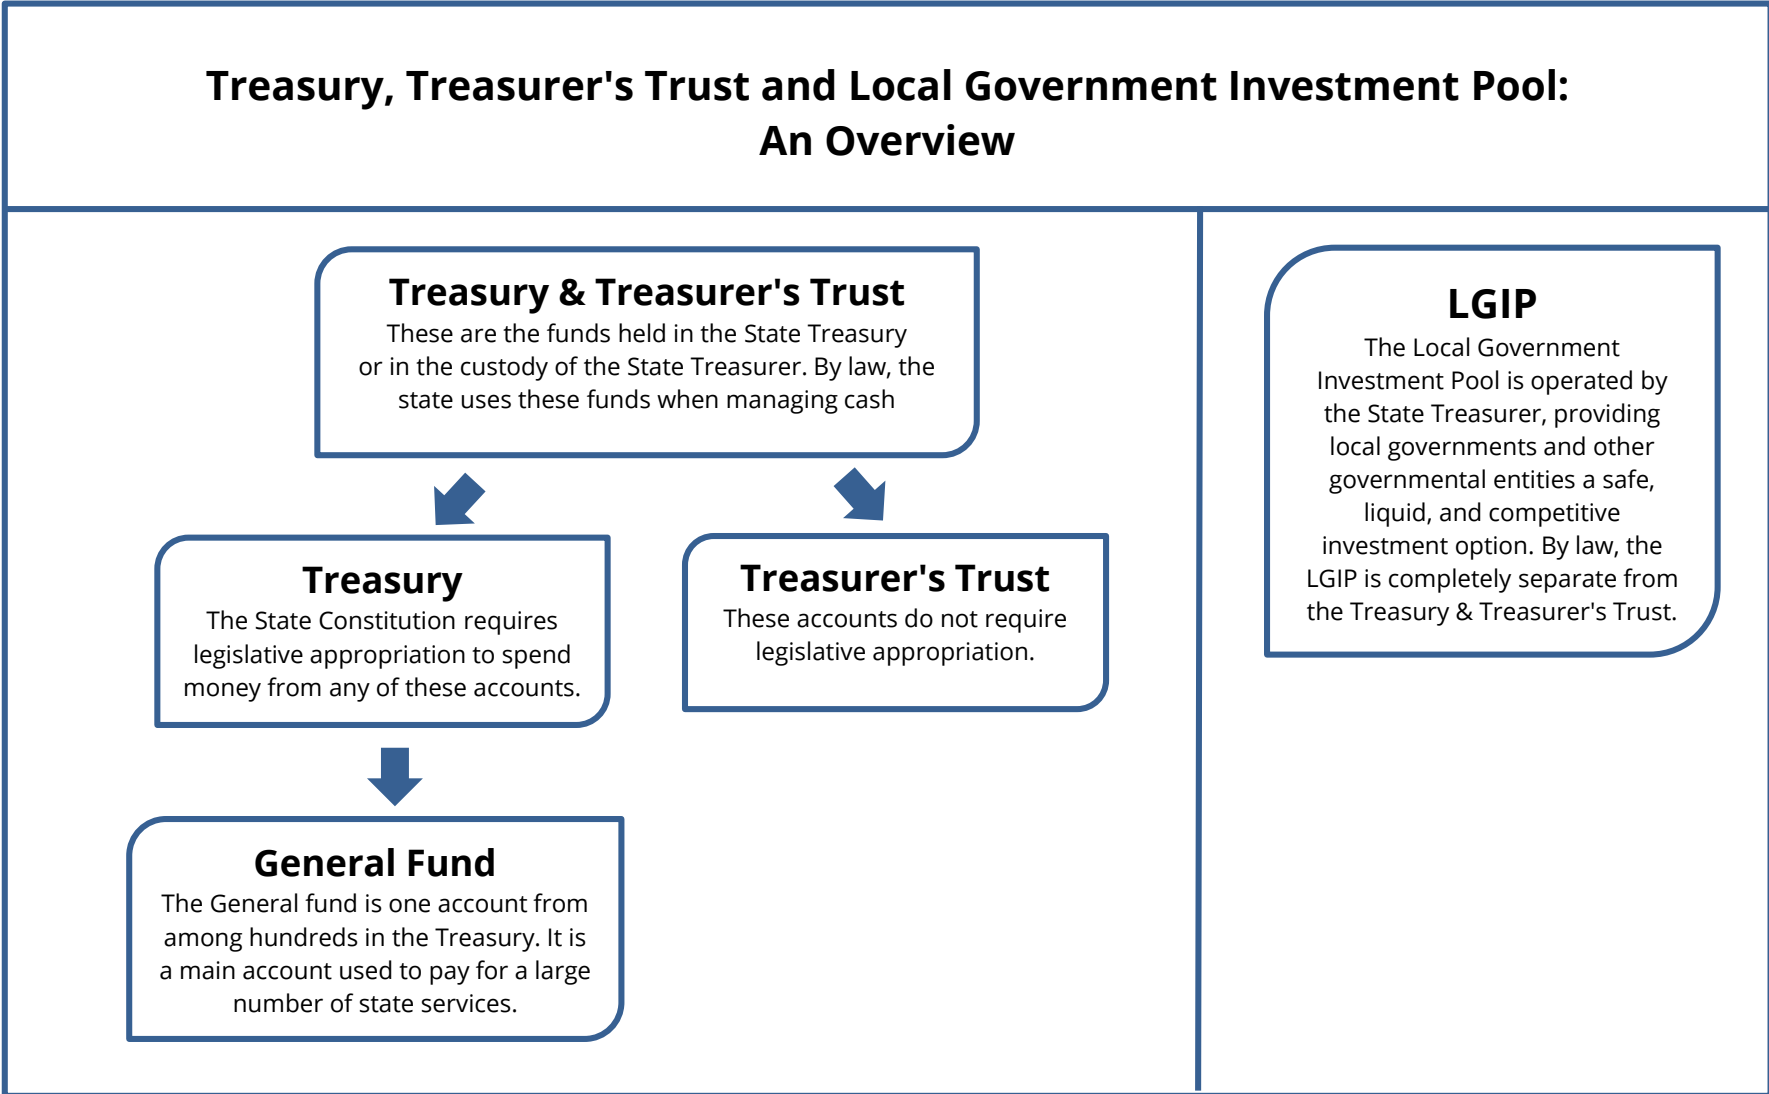 Treasury, Treasurer's Trust and Local Government Investment Pool:
An Overview
Treasury & Treasurer's Trust
These are the funds held in the State Treasury
or in the custody of the State Treasurer. By law, the
state uses these funds when managing cash
Treasury
The State Constitution requires
legislative appropriation to spend
money from any of these accounts.
Treasurer's Trust
These accounts do not require
legislative appropriation.
General Fund
The General fund is one account from
among hundreds in the Treasury. It is
a main account used to pay for a large
number of state services.
LGIP
The Local Government
Investment Pool is operated by
the State Treasurer, providing
local governments and other
governmental entities a safe,
liquid, and competitive
investment option. By law, the
LGIP is completely separate from
the Treasury & Treasurer's Trust.